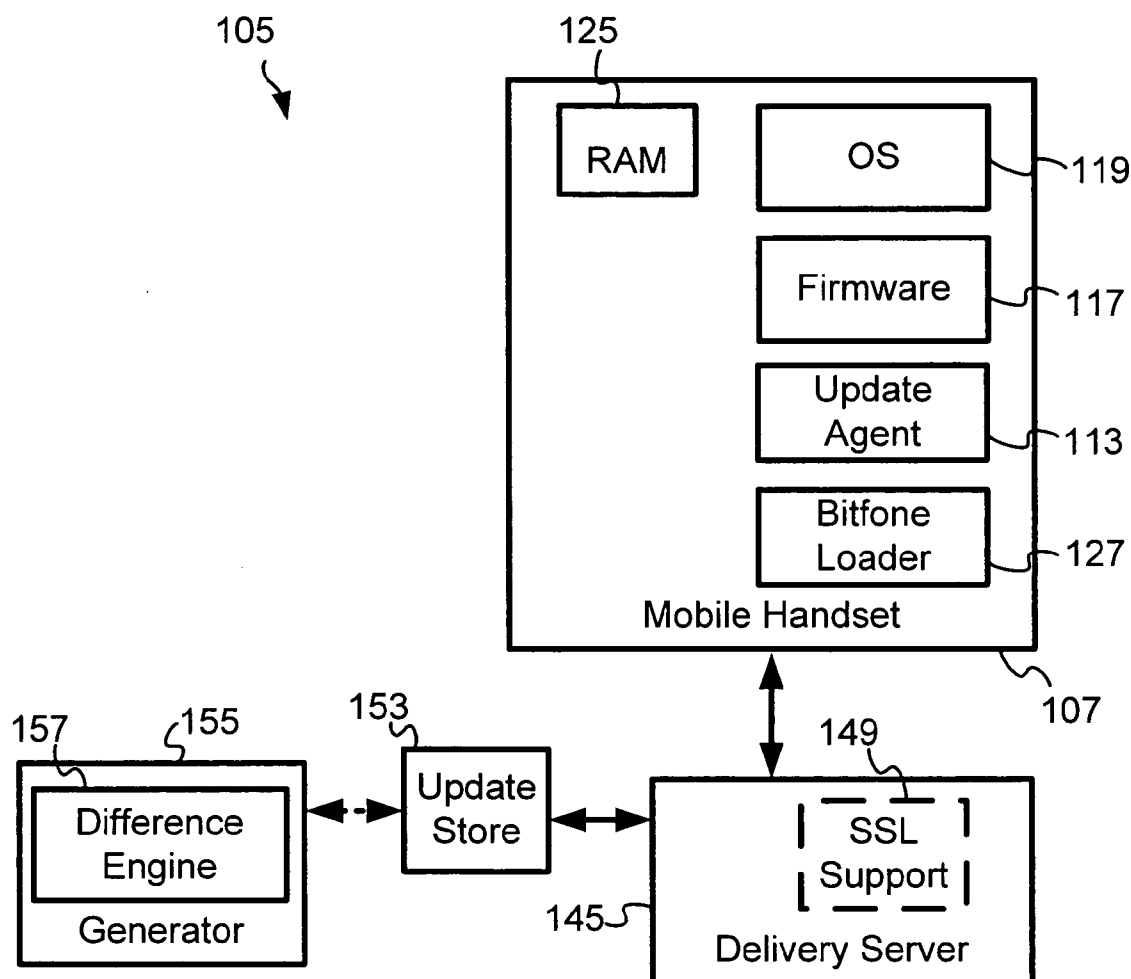 105
125
RAM
OS
119
Firmware
117
Update
Agent
113
Bitfone
Loader
127
Mobile Handset
107
157
155
153
149
Difference
Engine
Generator
Update
Store
SSL
Support
145
Delivery Server